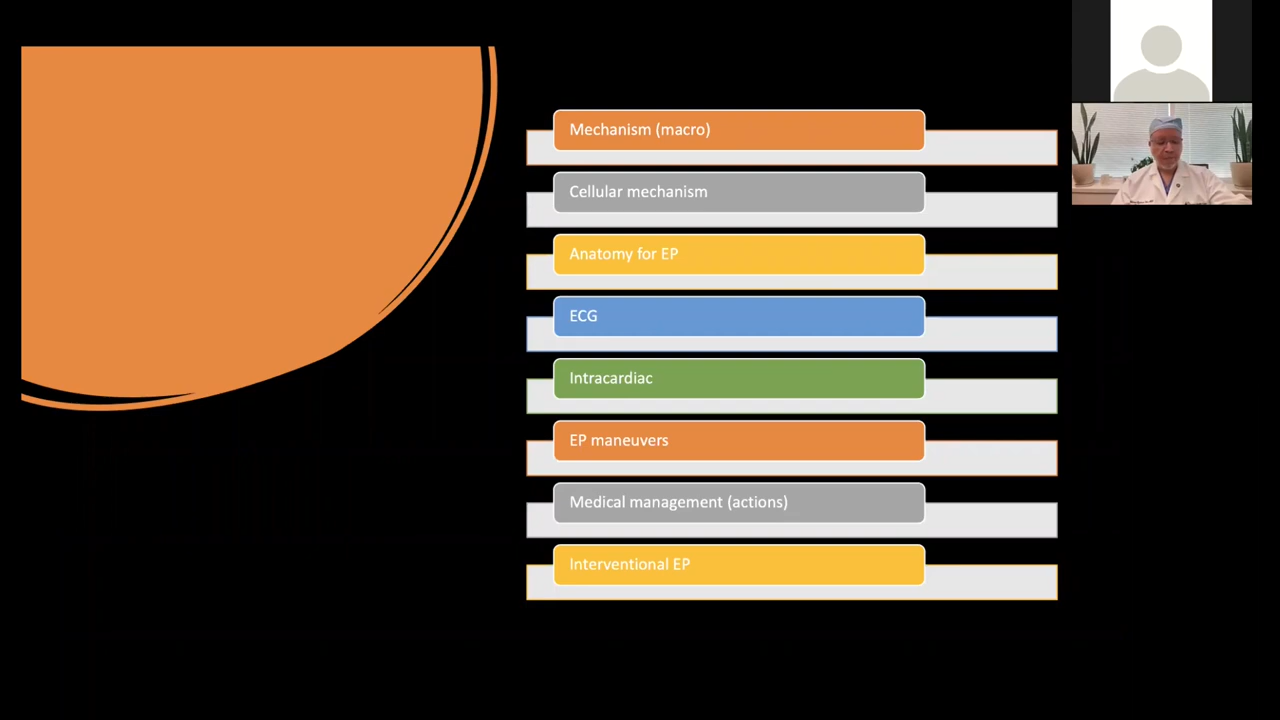 Mechanism (macro)
Cellular mechanism
Anatomy for EP
ECG
Intracardiac
EP maneuvers
Medical management (actions)
Interventional EP